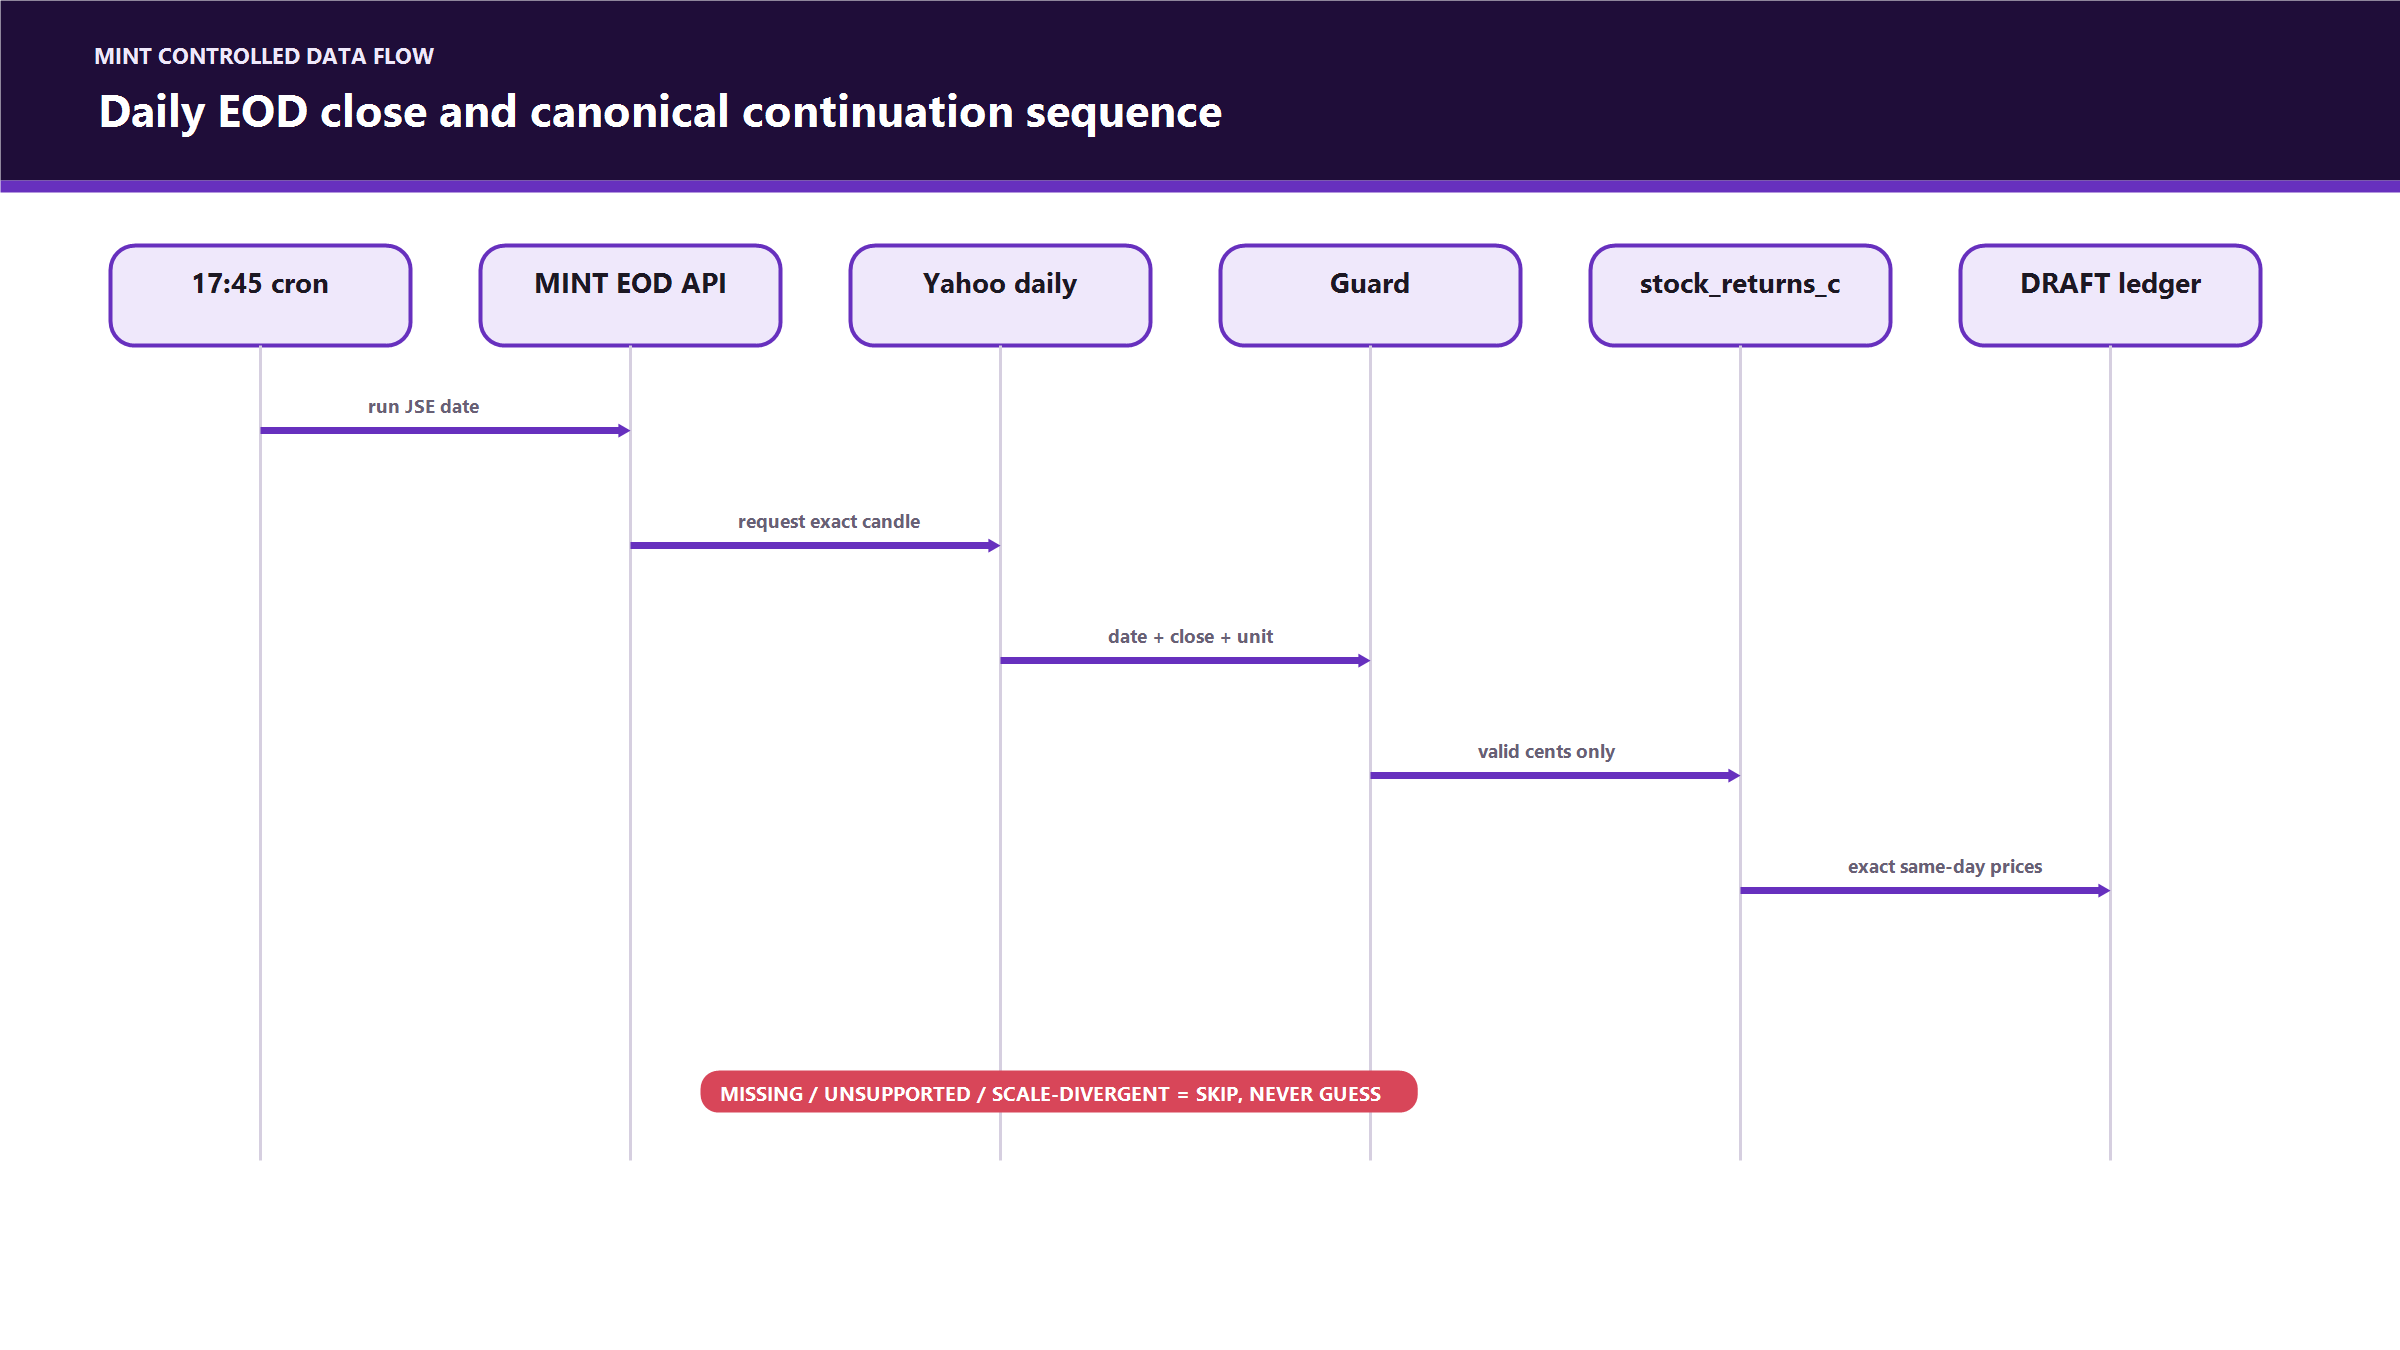 MINT CONTROLLED DATA FLOW
Daily EOD close and canonical continuation sequence
17:45 cron
MINT EOD API
Yahoo daily
Guard
stock_returns_c
DRAFT ledger
run JSE date
request exact candle
date + close + unit
valid cents only
exact same-day prices
MISSING / UNSUPPORTED / SCALE-DIVERGENT = SKIP, NEVER GUESS